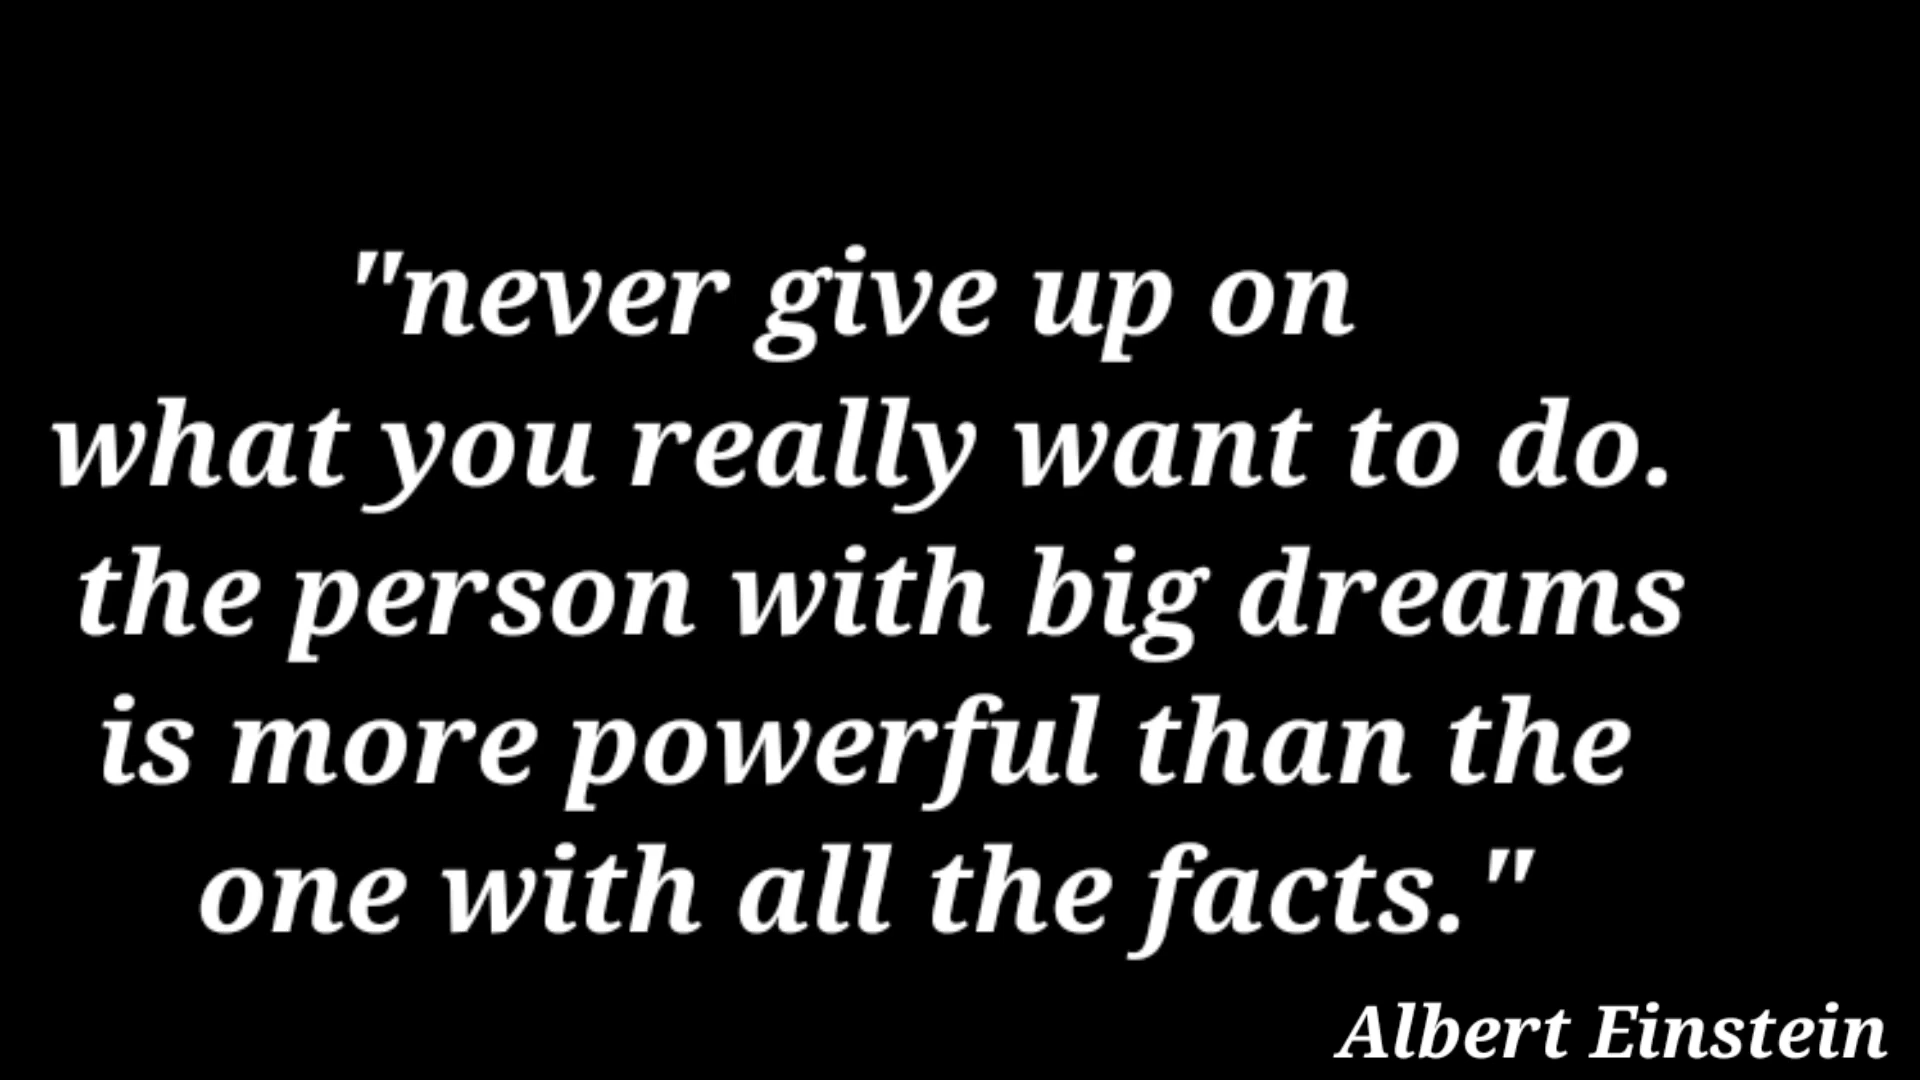 "never give up on
what you really want to do.
the person with big dreams
is more powerful than the
one with all the facts."
Albert Einstein